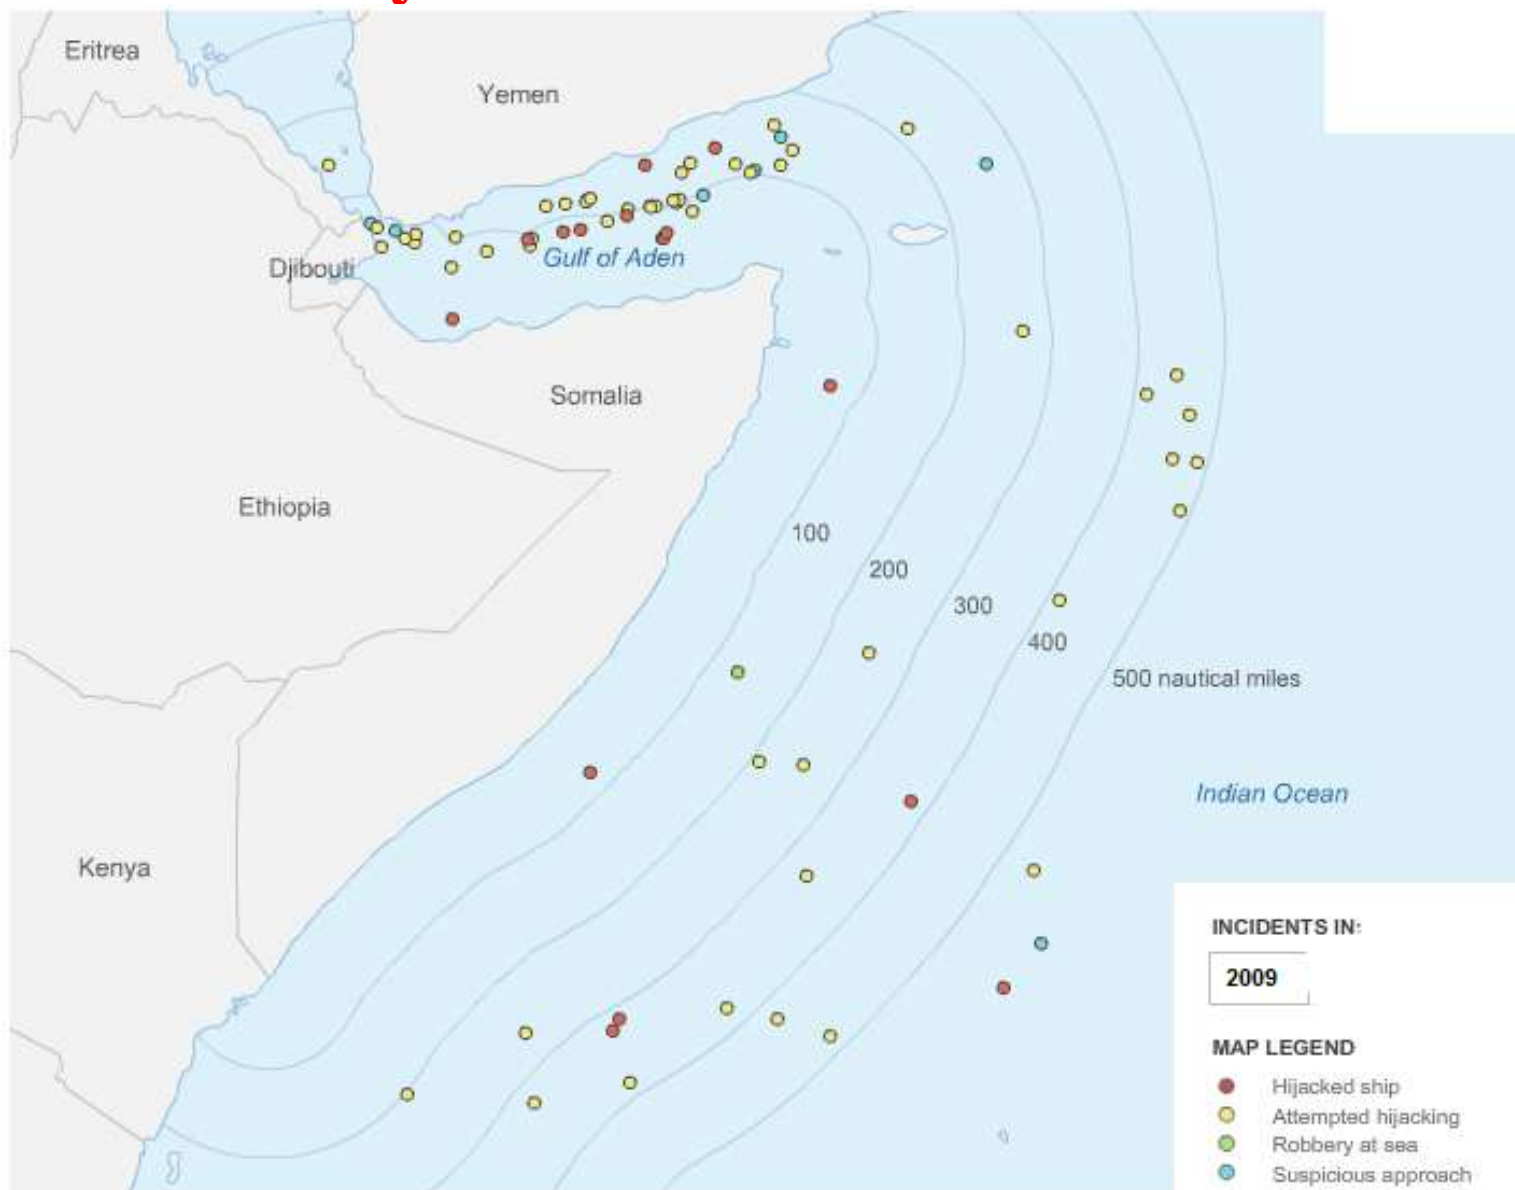 Eritrea
Yemen
Djibouti
Gulf of Aden
Somalia
Ethiopia
100
200
300
400
500 nautical miles
Indian Ocean
Kenya
INCIDENTS IN:
2009
MAP LEGEND
Hijacked ship
Attempted hijacking
Robbery at sea
Suspicious approach